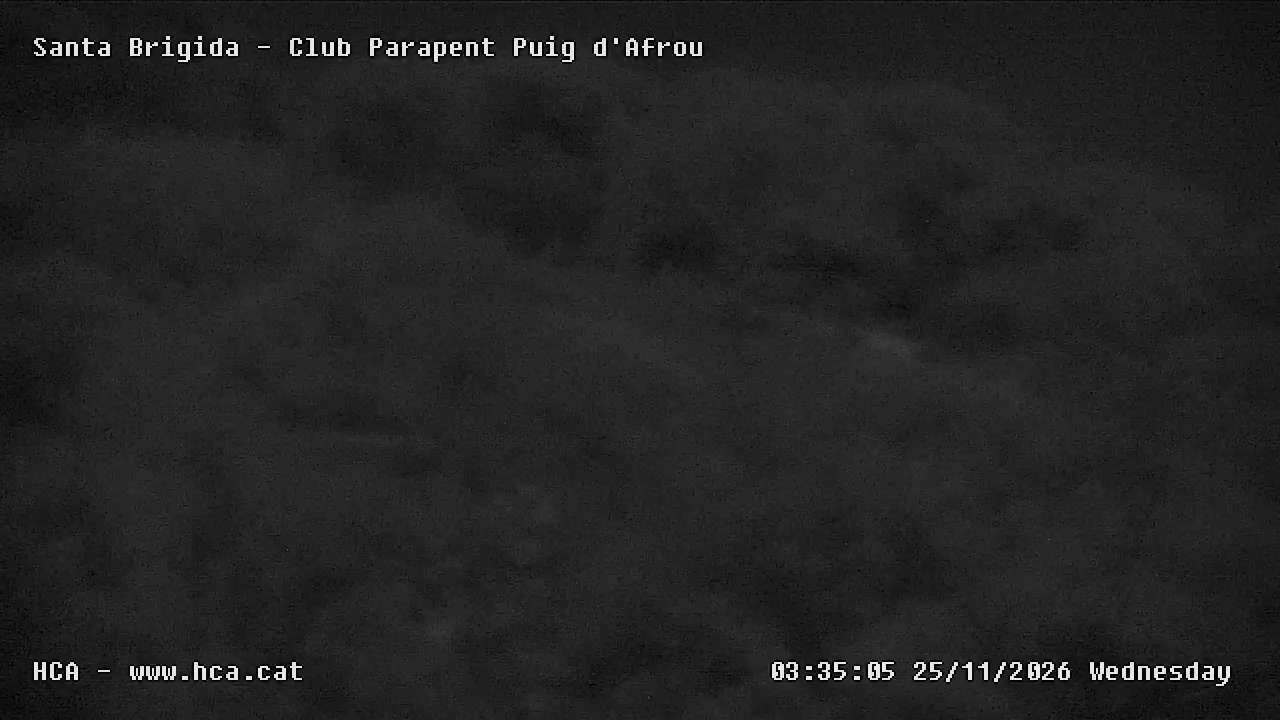 Santa Brigida - Club Parapent Puig d'Afrou
HCA - www.hca.cat
03:35:05 25/11/2026 Wednesday